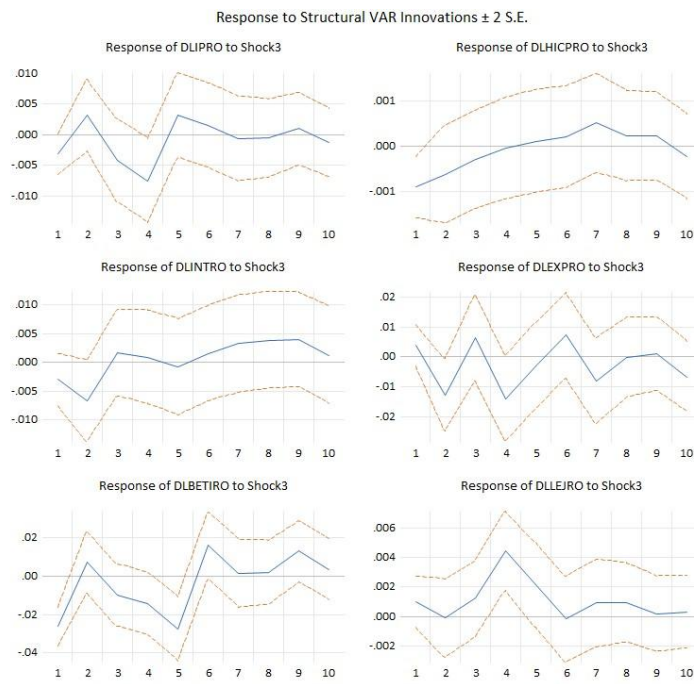 Response to Structural VAR Innovations ± 2 S.E.
Response of DLIPRO to Shock3
.010
.005
.000
-.005
-.010
1 2 3 4 5 6 7 8 9 10
Response of DLHICPRO to Shock3
.001
.000
-.001
1 2 3 4 5 6 7 8 9 10
Response of DLINTRO to Shock3
.010
.005
.000
-.005
-.010
1 2 3 4 5 6 7 8 9 10
Response of DLEXPRO to Shock3
.02
.01
.00
-.01
-.02
1 2 3 4 5 6 7 8 9 10
Response of DLBETIRO to Shock3
.02
.00
-.02
-.04
1 2 3 4 5 6 7 8 9 10
Response of DLLEJRO to Shock3
.006
.004
.002
.000
-.002
1 2 3 4 5 6 7 8 9 10